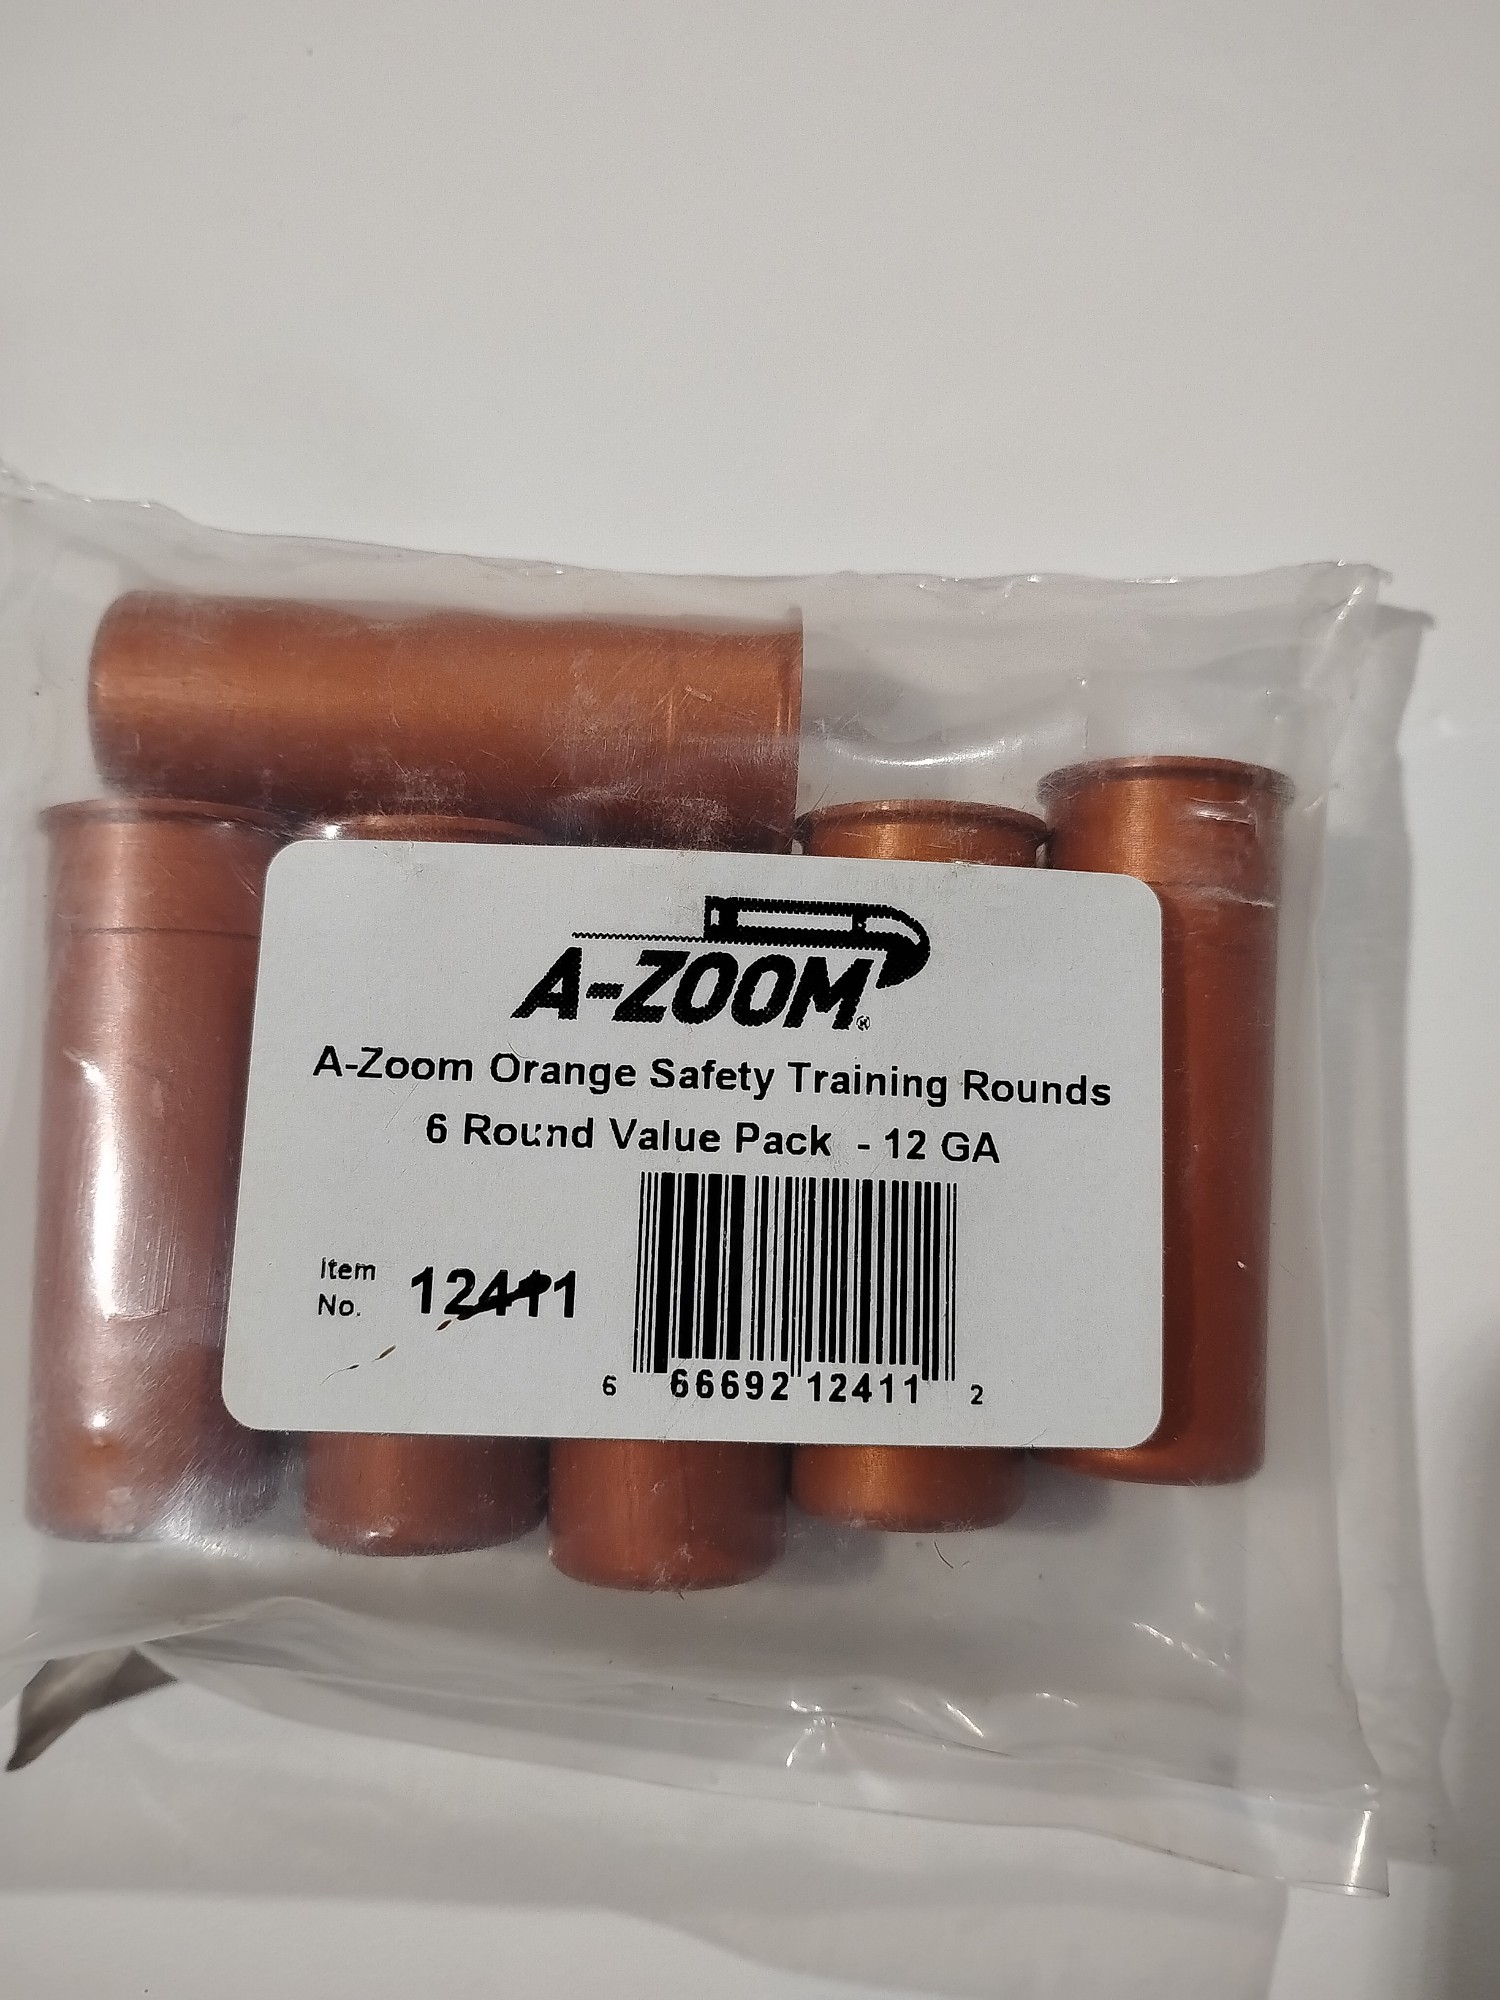 A-ZOOM®
A-Zoom Orange Safety Training Rounds
6 Round Value Pack - 12 GA
Item
No. 12411
6 66692 12411 2